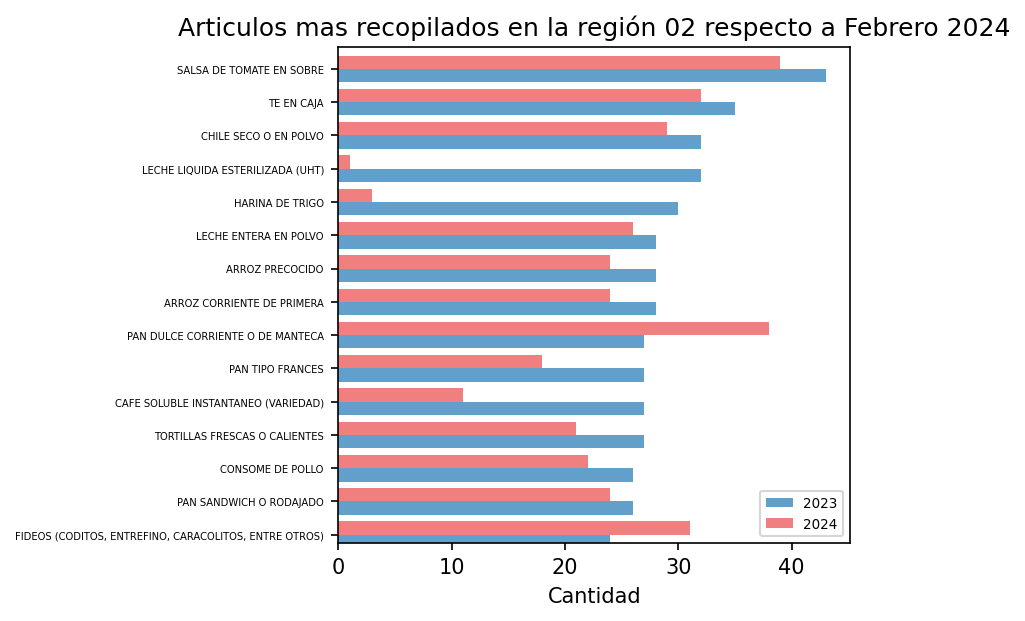 Articulos mas recopilados en la región 02 respecto a Febrero 2024
SALSA DE TOMATE EN SOBRE
TE EN CAJA
CHILE SECO O EN POLVO
LECHE LIQUIDA ESTERILIZADA (UHT)
HARINA DE TRIGO
LECHE ENTERA EN POLVO
ARROZ PRECOCIDO
ARROZ CORRIENTE DE PRIMERA
PAN DULCE CORRIENTE O DE MANTECA
PAN TIPO FRANCES
CAFE SOLUBLE INSTANTANEO (VARIEDAD)
TORTILLAS FRESCAS O CALIENTES
CONSOME DE POLLO
PAN SANDWICH O RODAJADO
FIDEOS (CODITOS, ENTREFINO, CARACOLITOS, ENTRE OTROS)
2023
2024
0 10 20 30 40
Cantidad